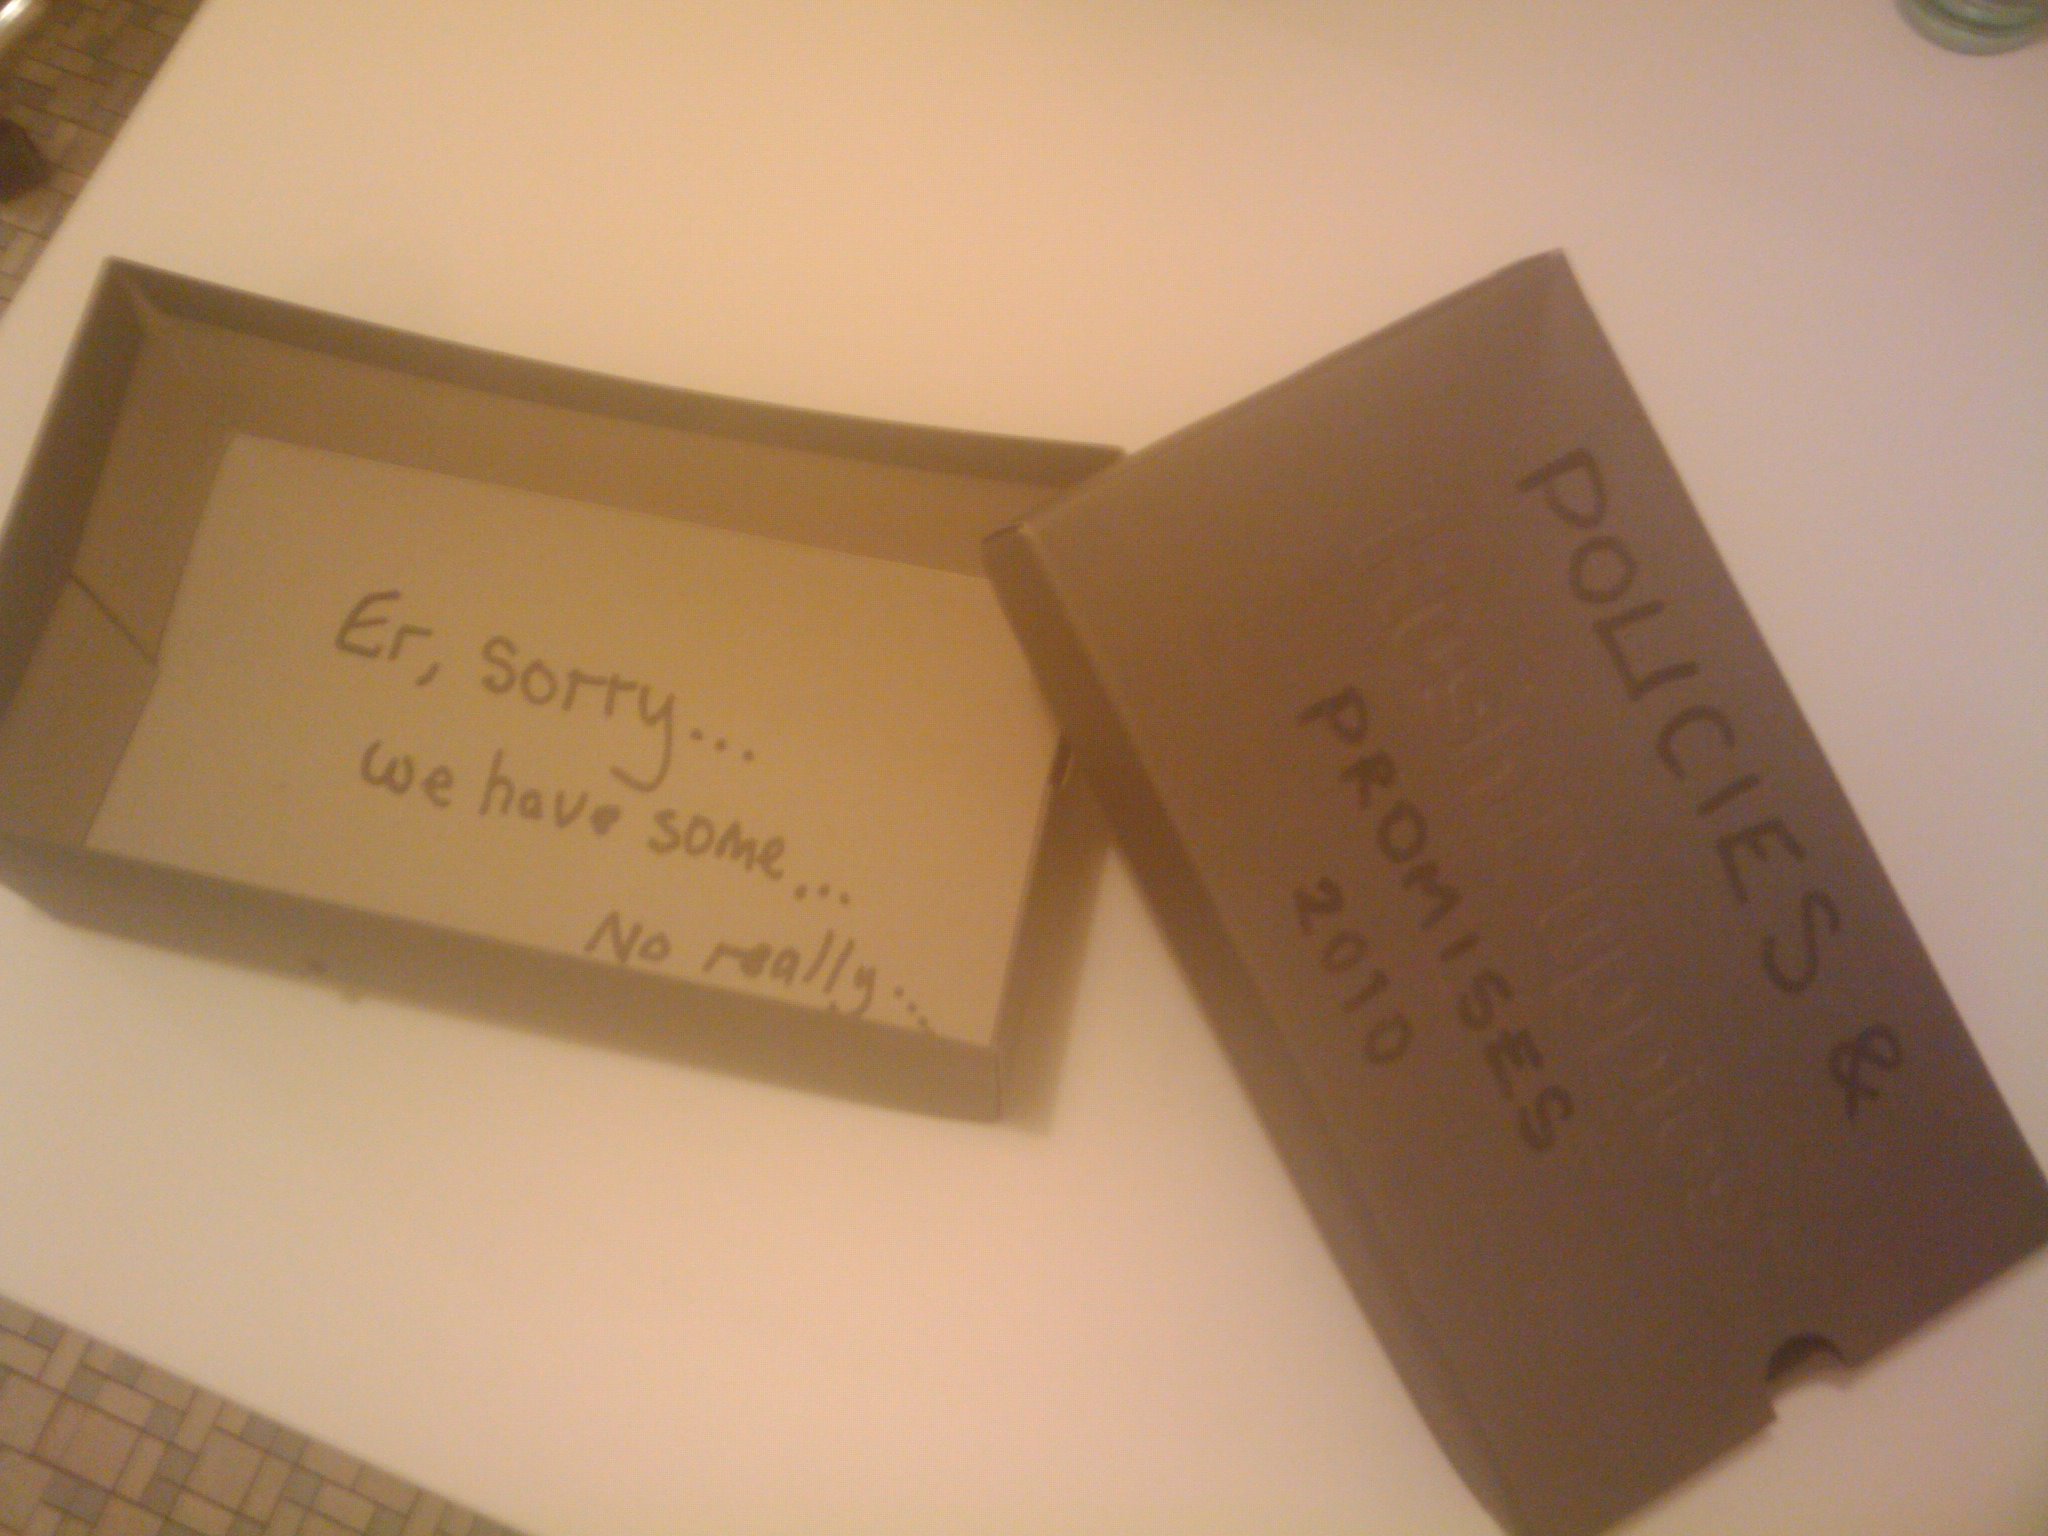 Er, sorry...
we have some...
No really...
POLICIES &
PROMISES
2010